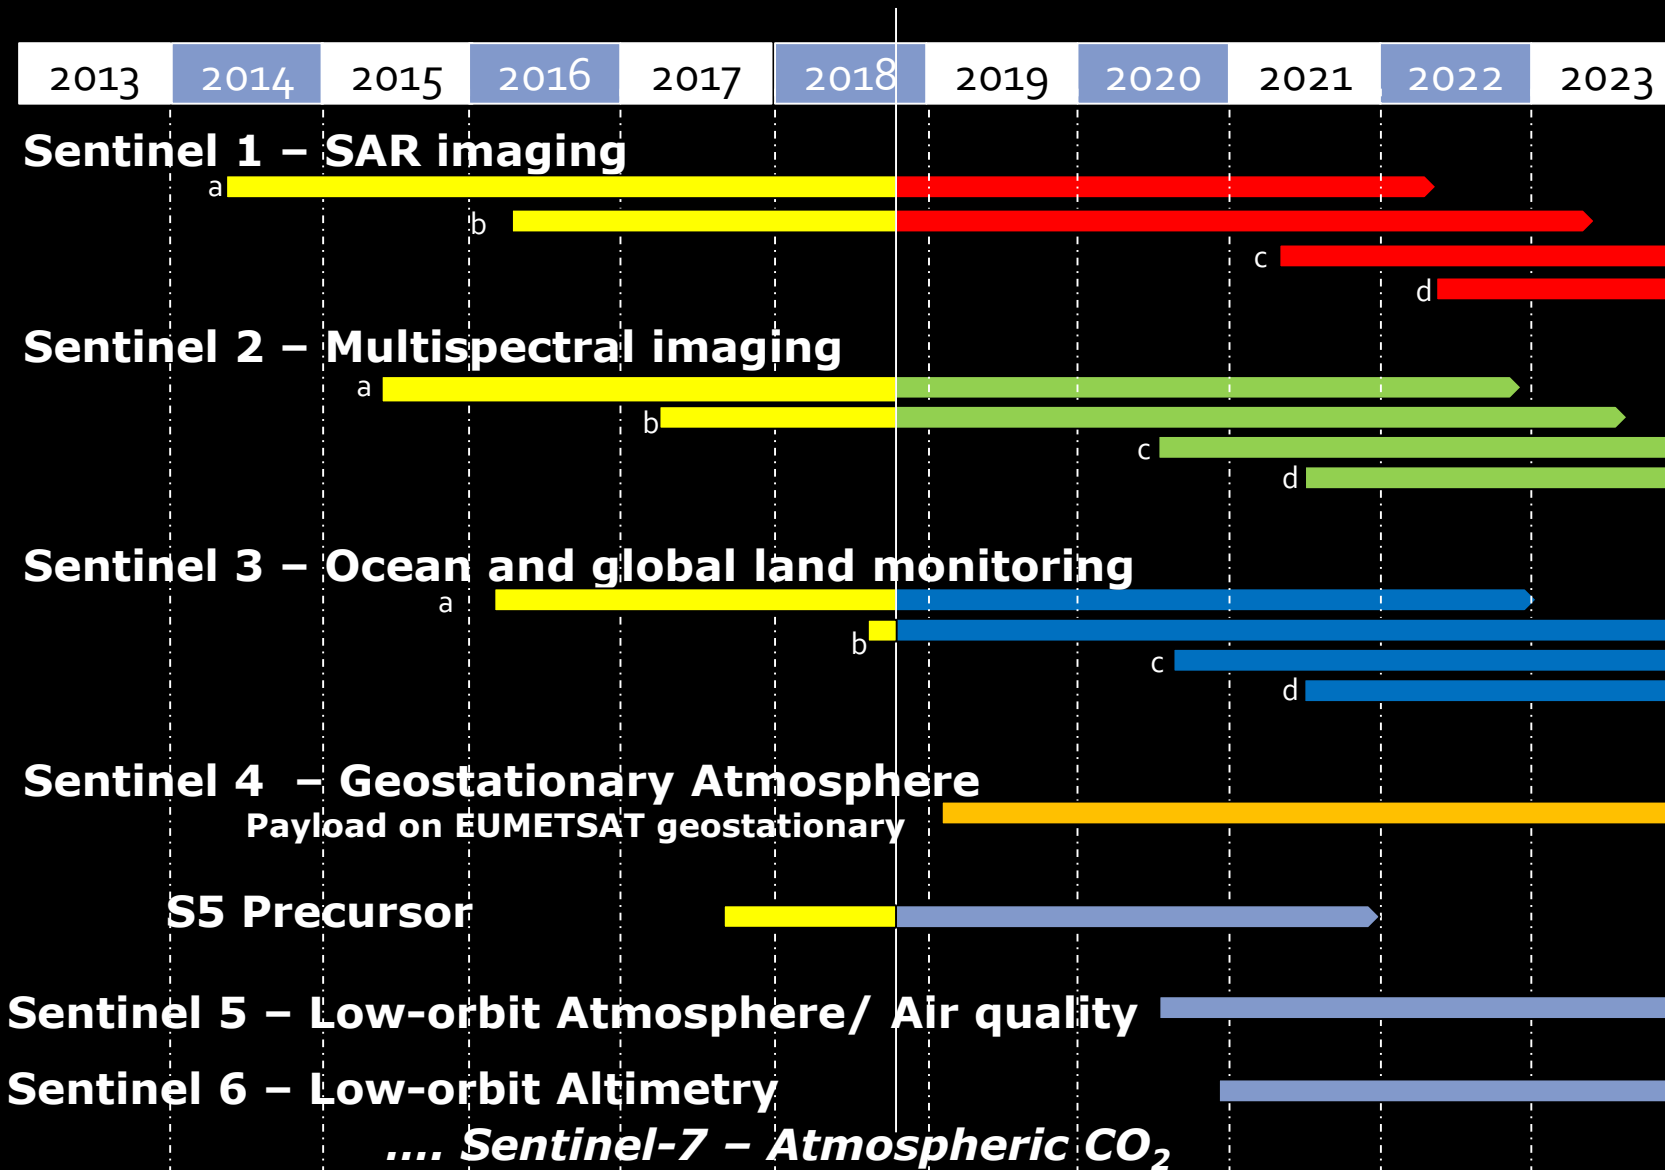 2013 2014 2015 2016 2017 2018 2019 2020 2021 2022 2023
Sentinel 1 – SAR imaging
a
b
c
d
Sentinel 2 – Multispectral imaging
a
b
c
d
Sentinel 3 – Ocean and global land monitoring
a
b
c
d
Sentinel 4 – Geostationary Atmosphere
Payload on EUMETSAT geostationary
S5 Precursor
Sentinel 5 – Low-orbit Atmosphere/ Air quality
Sentinel 6 – Low-orbit Altimetry
.... Sentinel-7 – Atmospheric CO₂